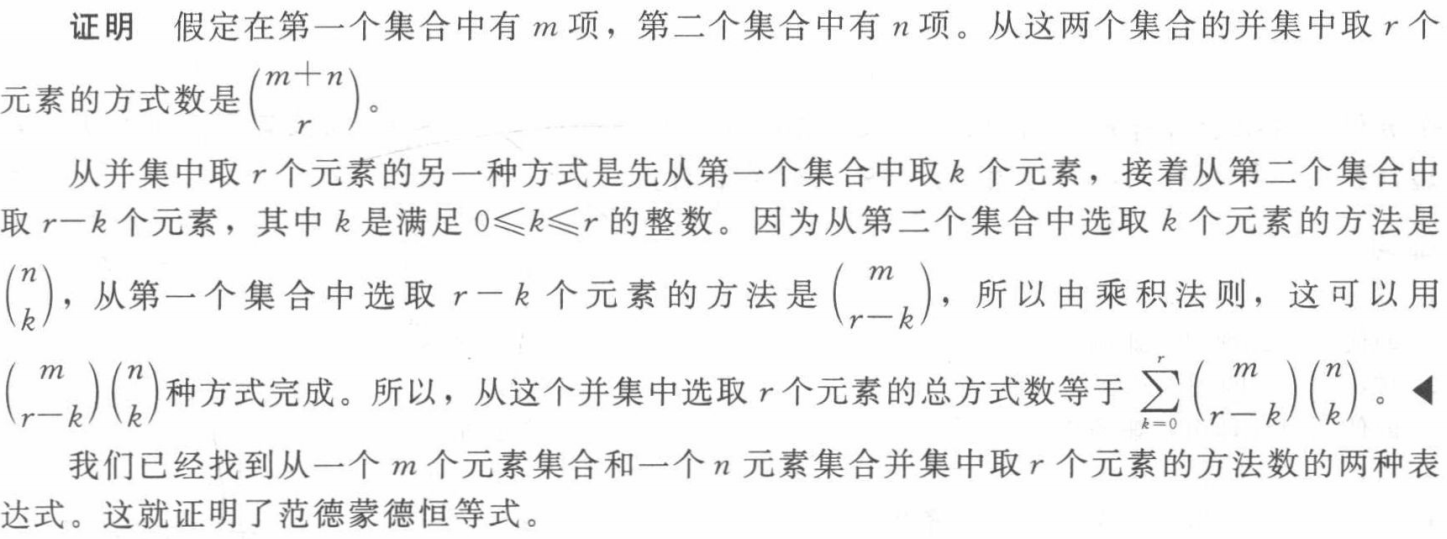 证明 假定在第一个集合中有 m 项，第二个集合中有 n 项。从这两个集合的并集中取 r 个
元素的方式数是$\binom{m+n}{r}$。
从并集中取 r 个元素的另一种方式是先从第一个集合中取 k 个元素，接着从第二个集合中
取 r－k 个元素，其中 k 是满足 0≤k≤r 的整数。因为从第二个集合中选取 k 个元素的方法是
$\binom{n}{k}$，从第一个集合中选取 r－k 个元素的方法是$\binom{m}{r-k}$，所以由乘积法则，这可以用
$\binom{m}{r-k}\binom{n}{k}$种方式完成。所以，从这个并集中选取 r 个元素的总方式数等于 $\sum_{k=0}^{r}\binom{m}{r-k}\binom{n}{k}$。◀
我们已经找到从一个 m 个元素集合和一个 n 元素集合并集中取 r 个元素的方法数的两种表
达式。这就证明了范德蒙德恒等式。